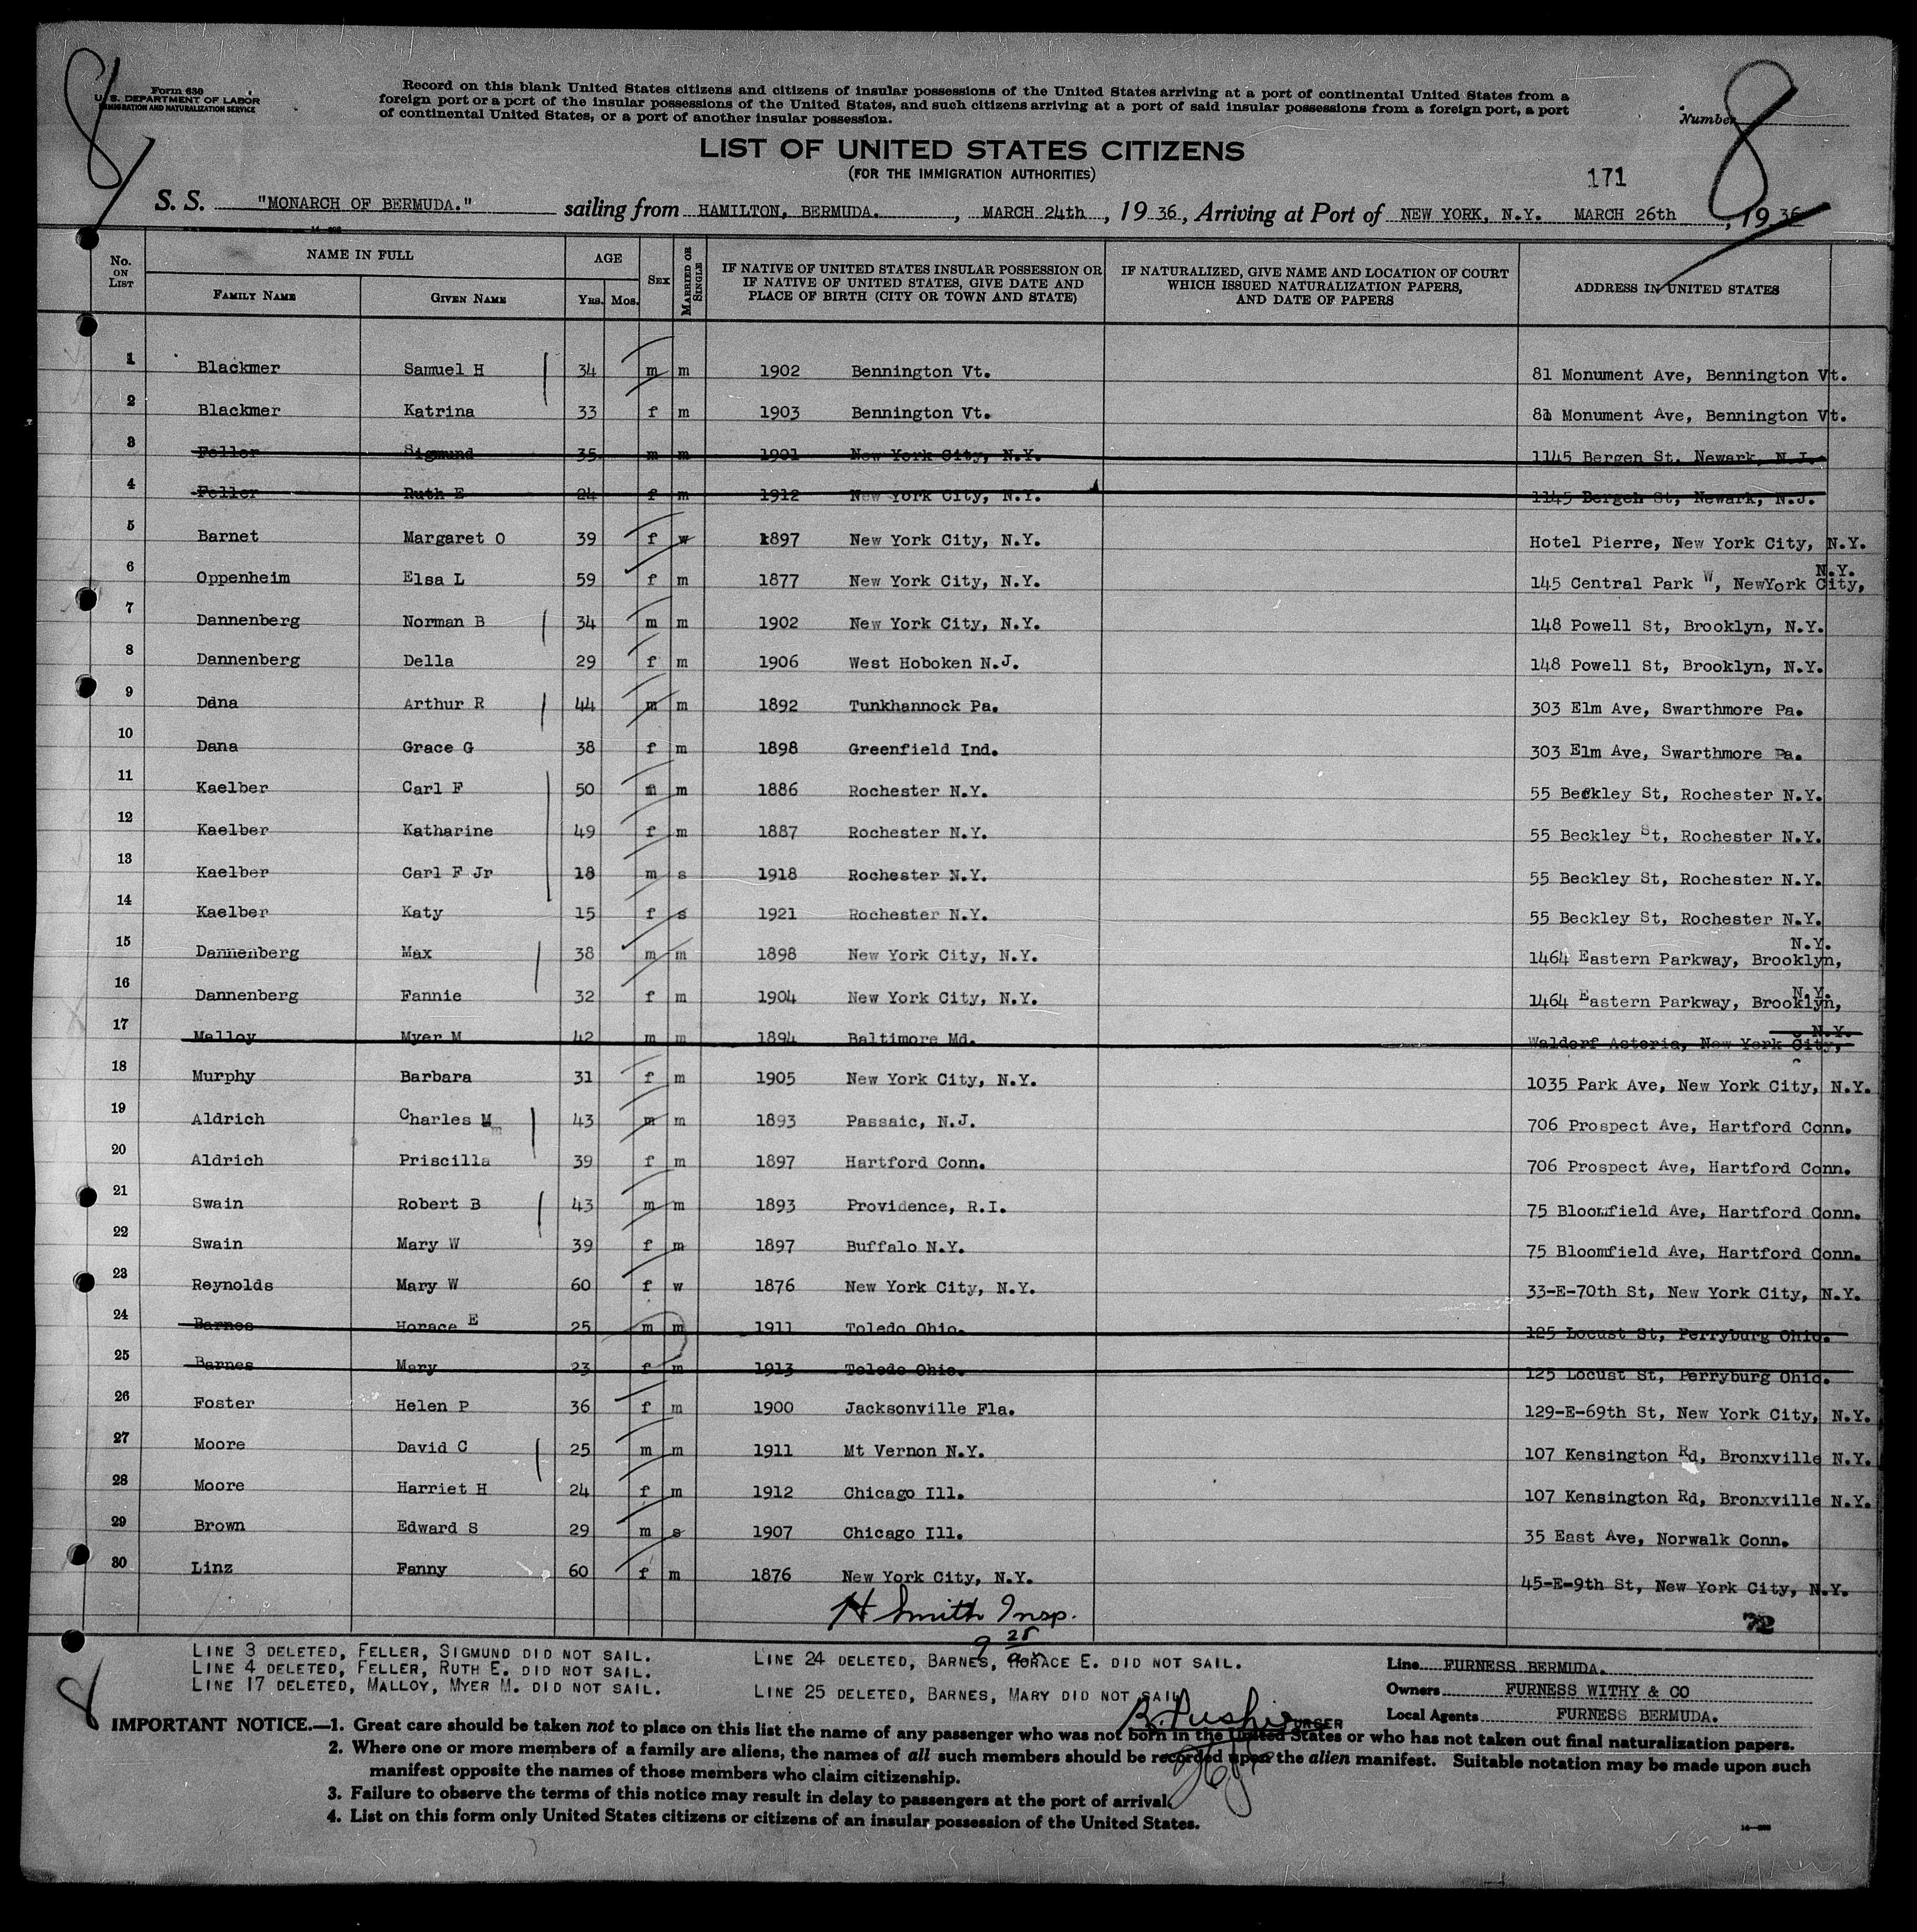 8
Form 630
U. S. DEPARTMENT OF LABOR
IMMIGRATION AND NATURALIZATION SERVICE
Record on this blank United States citizens and citizens of insular possessions of the United States arriving at a port of continental United States from a
foreign port or a port of the insular possessions of the United States, and such citizens arriving at a port of said insular possessions from a foreign port, a port
of continental United States, or a port of another insular possession.
Number
8
LIST OF UNITED STATES CITIZENS
(FOR THE IMMIGRATION AUTHORITIES)
171
S. S. "MONARCH OF BERMUDA." sailing from HAMILTON, BERMUDA. , MARCH 24th , 19 36, Arriving at Port of NEW YORK, N.Y. MARCH 26th , 19 36
No. ON LIST NAME IN FULL FAMILY NAME GIVEN NAME AGE YRS. MOS. SEX MARRIED OR SINGLE IF NATIVE OF UNITED STATES INSULAR POSSESSION OR IF NATIVE OF UNITED STATES, GIVE DATE AND PLACE OF BIRTH (CITY OR TOWN AND STATE) IF NATURALIZED, GIVE NAME AND LOCATION OF COURT WHICH ISSUED NATURALIZATION PAPERS, AND DATE OF PAPERS ADDRESS IN UNITED STATES
1 Blackmer Samuel H 34 m m 1902 Bennington Vt. 81 Monument Ave, Bennington Vt.
2 Blackmer Katrina 33 f m 1903 Bennington Vt. 81 Monument Ave, Bennington Vt.
3 Feller Sigmund 35 m m 1901 New York City, N.Y. 1145 Bergen St. Newark, N.J.
4 Feller Ruth E 24 f m 1912 New York City, N.Y. 1145 Bergen St, Newark, N.J.
5 Barnet Margaret O 39 f w 1897 New York City, N.Y. Hotel Pierre, New York City, N.Y.
6 Oppenheim Elsa L 59 f m 1877 New York City, N.Y. 145 Central Park W, NewYork City, N.Y.
7 Dannenberg Norman B 34 m m 1902 New York City, N.Y. 148 Powell St, Brooklyn, N.Y.
8 Dannenberg Della 29 f m 1906 West Hoboken N.J. 148 Powell St, Brooklyn, N.Y.
9 Dana Arthur R 44 m m 1892 Tunkhannock Pa. 303 Elm Ave, Swarthmore Pa.
10 Dana Grace G 38 f m 1898 Greenfield Ind. 303 Elm Ave, Swarthmore Pa.
11 Kaelber Carl F 50 m m 1886 Rochester N.Y. 55 Beckley St, Rochester N.Y.
12 Kaelber Katharine 49 f m 1887 Rochester N.Y. 55 Beckley St, Rochester N.Y.
13 Kaelber Carl F Jr 18 m s 1918 Rochester N.Y. 55 Beckley St, Rochester N.Y.
14 Kaelber Katy 15 f s 1921 Rochester N.Y. 55 Beckley St, Rochester N.Y.
15 Dannenberg Max 38 m m 1898 New York City, N.Y. 1464 Eastern Parkway, Brooklyn, N.Y.
16 Dannenberg Fannie 32 f m 1904 New York City, N.Y. 1464 Eastern Parkway, Brooklyn, N.Y.
17 Malloy Myer M 42 m m 1894 Baltimore Md. Waldorf Astoria, New York City, N.Y.
18 Murphy Barbara 31 f m 1905 New York City, N.Y. 1035 Park Ave, New York City, N.Y.
19 Aldrich Charles M 43 m m 1893 Passaic, N.J. 706 Prospect Ave, Hartford Conn.
20 Aldrich Priscilla 39 f m 1897 Hartford Conn. 706 Prospect Ave, Hartford Conn.
21 Swain Robert B 43 m m 1893 Providence, R.I. 75 Bloomfield Ave, Hartford Conn.
22 Swain Mary W 39 f m 1897 Buffalo N.Y. 75 Bloomfield Ave, Hartford Conn.
23 Reynolds Mary W 60 f w 1876 New York City, N.Y. 33-E-70th St, New York City, N.Y.
24 Barnes Horace E 25 m m 1911 Toledo Ohio. 125 Locust St, Perryburg Ohio.
25 Barnes Mary 23 f m 1913 Toledo Ohio. 125 Locust St, Perryburg Ohio.
26 Foster Helen P 36 f m 1900 Jacksonville Fla. 129-E-69th St, New York City, N.Y.
27 Moore David C 25 m m 1911 Mt Vernon N.Y. 107 Kensington Rd, Bronxville N.Y.
28 Moore Harriet H 24 f m 1912 Chicago Ill. 107 Kensington Rd, Bronxville N.Y.
29 Brown Edward S 29 m s 1907 Chicago Ill. 35 East Ave, Norwalk Conn.
30 Linz Fanny 60 f m 1876 New York City, N.Y. 45-E-9th St, New York City, N.Y.
H Smith Insp.
72
LINE 3 DELETED, FELLER, SIGMUND DID NOT SAIL.
LINE 4 DELETED, FELLER, RUTH E. DID NOT SAIL.
LINE 17 DELETED, MALLOY, MYER M. DID NOT SAIL.
LINE 24 DELETED, BARNES, HORACE E. DID NOT SAIL.
LINE 25 DELETED, BARNES, MARY DID NOT SAIL
PURSER
Line FURNESS BERMUDA.
Owners FURNESS WITHY & CO
Local Agents FURNESS BERMUDA.
8
IMPORTANT NOTICE.—1. Great care should be taken not to place on this list the name of any passenger who was not born in the United States or who has not taken out final naturalization papers.
2. Where one or more members of a family are aliens, the names of all such members should be recorded upon the alien manifest. Suitable notation may be made upon such
manifest opposite the names of those members who claim citizenship.
3. Failure to observe the terms of this notice may result in delay to passengers at the port of arrival.
4. List on this form only United States citizens or citizens of an insular possession of the United States.